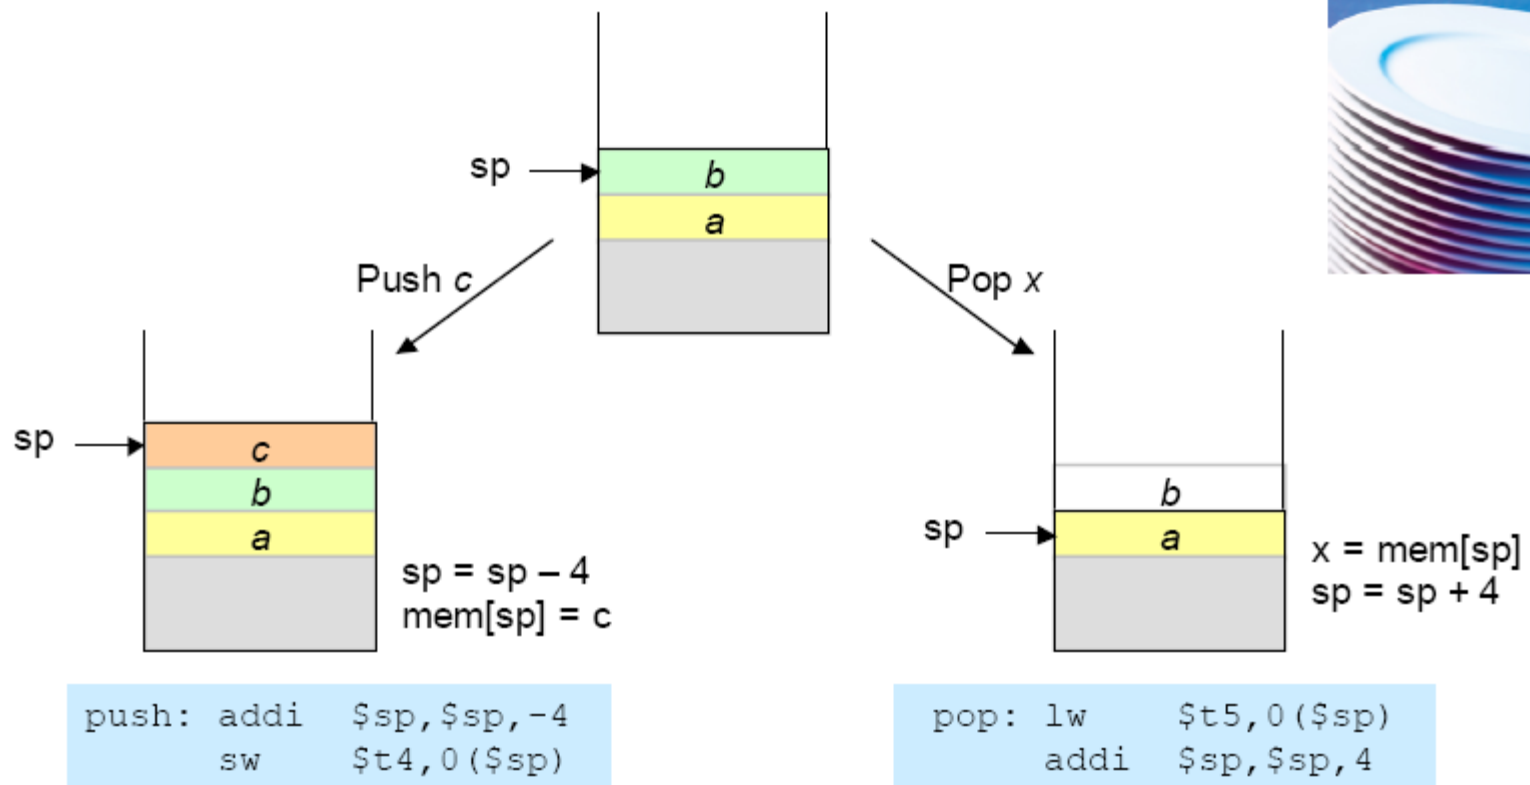 sp
b
a
Push c
Pop x
sp
c
b
a
sp = sp – 4
mem[sp] = c
sp
b
a
x = mem[sp]
sp = sp + 4
push: addi $sp,$sp,-4
sw $t4,0($sp)
pop: lw $t5,0($sp)
addi $sp,$sp,4